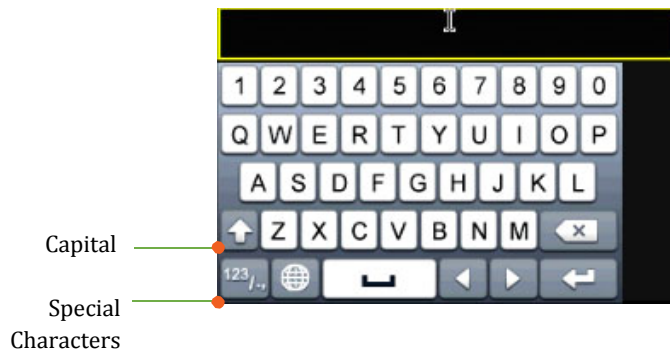 1 2 3 4 5 6 7 8 9 0
Q W E R T Y U I O P
A S D F G H J K L
Z X C V B N M
Capital
123/.,
Special
Characters